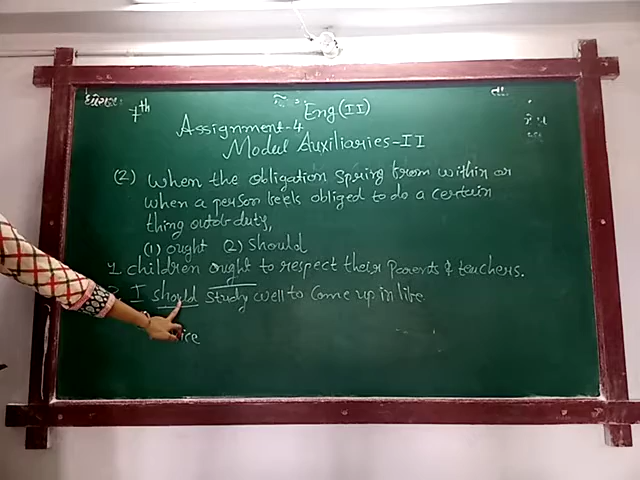 ધોરણ: 7th
Eng.(II)
તા.
Assignment-4
Modul Auxiliaries-II
(2) When the obligation spring from within or
when a person feels obliged to do a certain
thing out of duty,
(1) ought (2) should
1. children ought to respect their parents & teachers.
I should study well to come up in life.